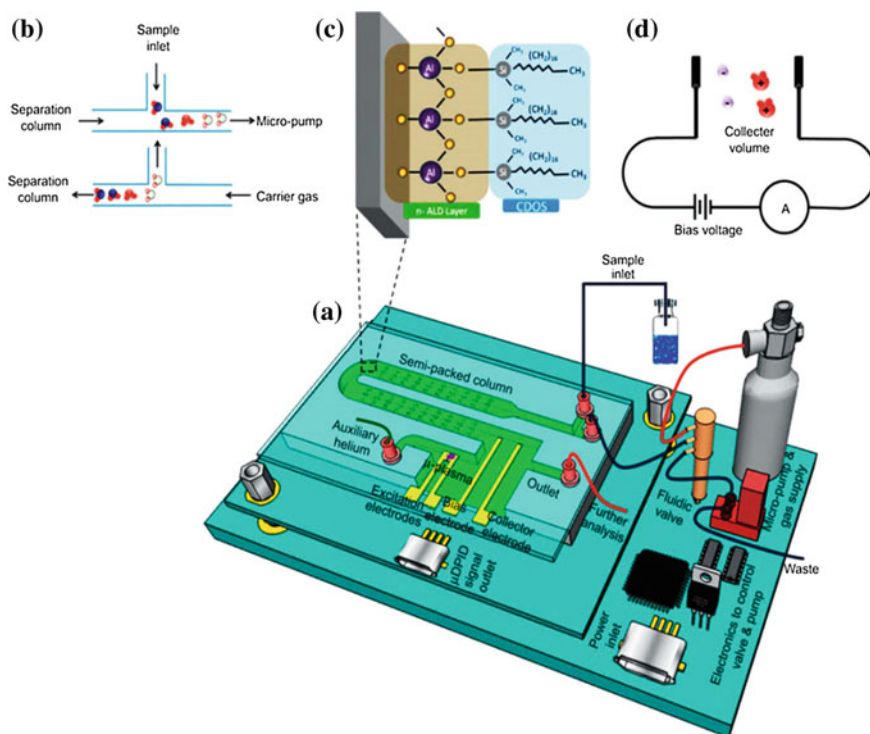 (b)
Sample
inlet
Separation
column
Micro-pump
Separation
column
Carrier gas
(c)
Al
Al
Al
Si
Si
Si
CH3
CH3
CH3
CH3
CH3
CH3
(CH2)16
(CH2)16
(CH2)16
CH3
CH3
CH3
n- ALD Layer
CDOS
(d)
-
-
+
+
Collecter
volume
Bias voltage
A
(a)
Sample
inlet
Semi-packed column
Auxiliary
helium
μ-plasma
Excitation
electrodes
Bias
electrode
Collector
electrode
Outlet
Further
analysis
μDPID
signal
outlet
Fluidic
valve
Micro-pump &
gas supply
Waste
Power
inlet
Electronics to control
valve & pump